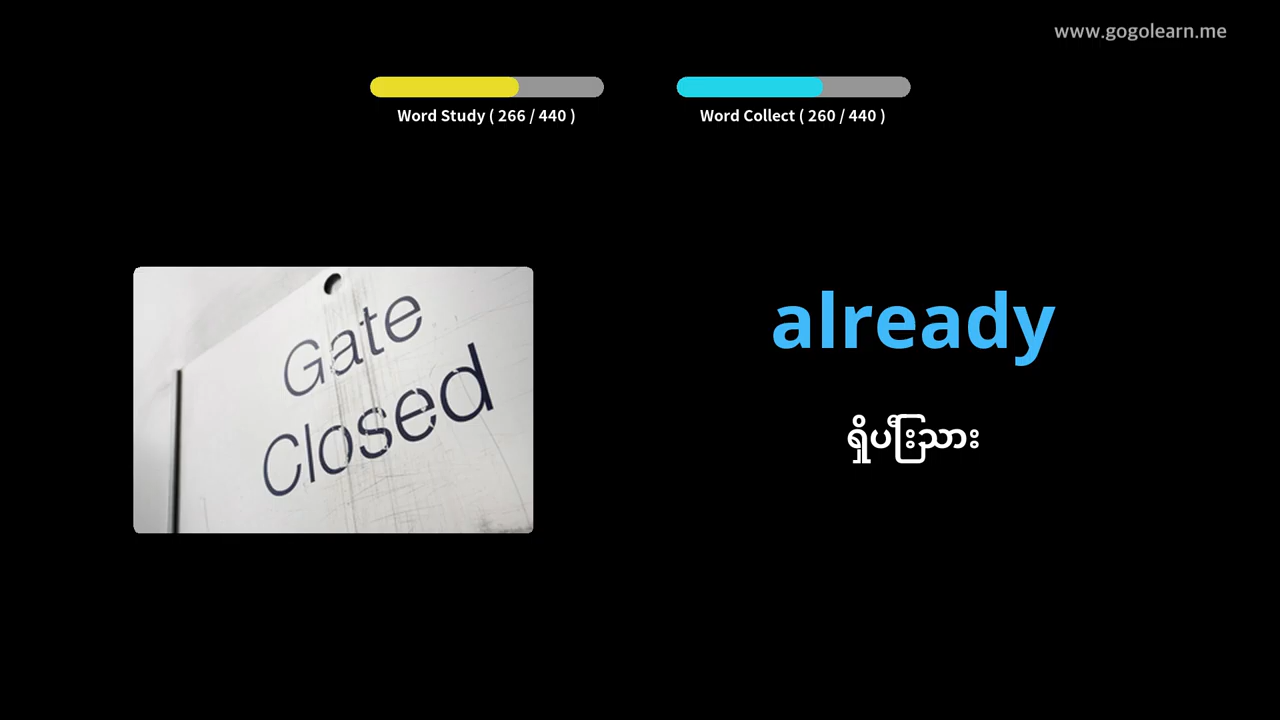 www.gogolearn.me
Word Study ( 266 / 440 )
Word Collect ( 260 / 440 )
Gate
Closed
already
ရှိပြီးသား